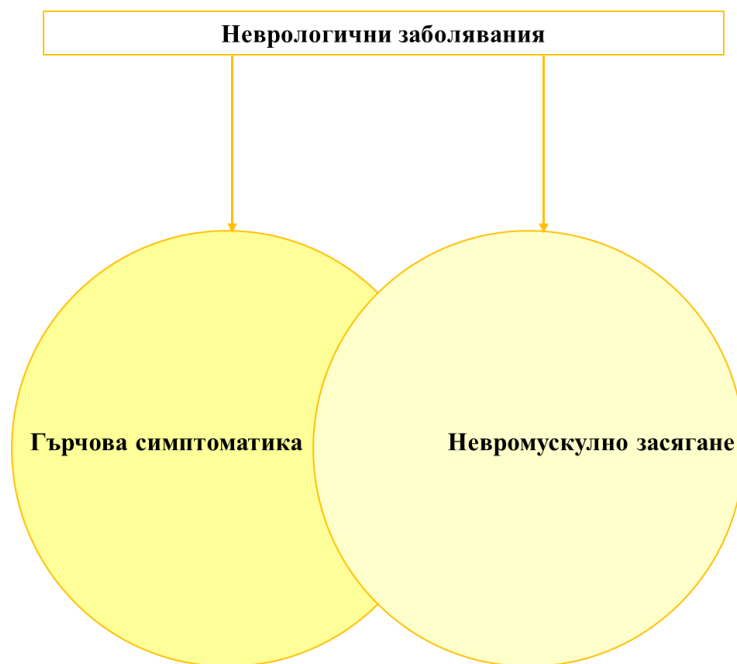 Неврологични заболявания
Гърчова симптоматика
Невромускулно засягане